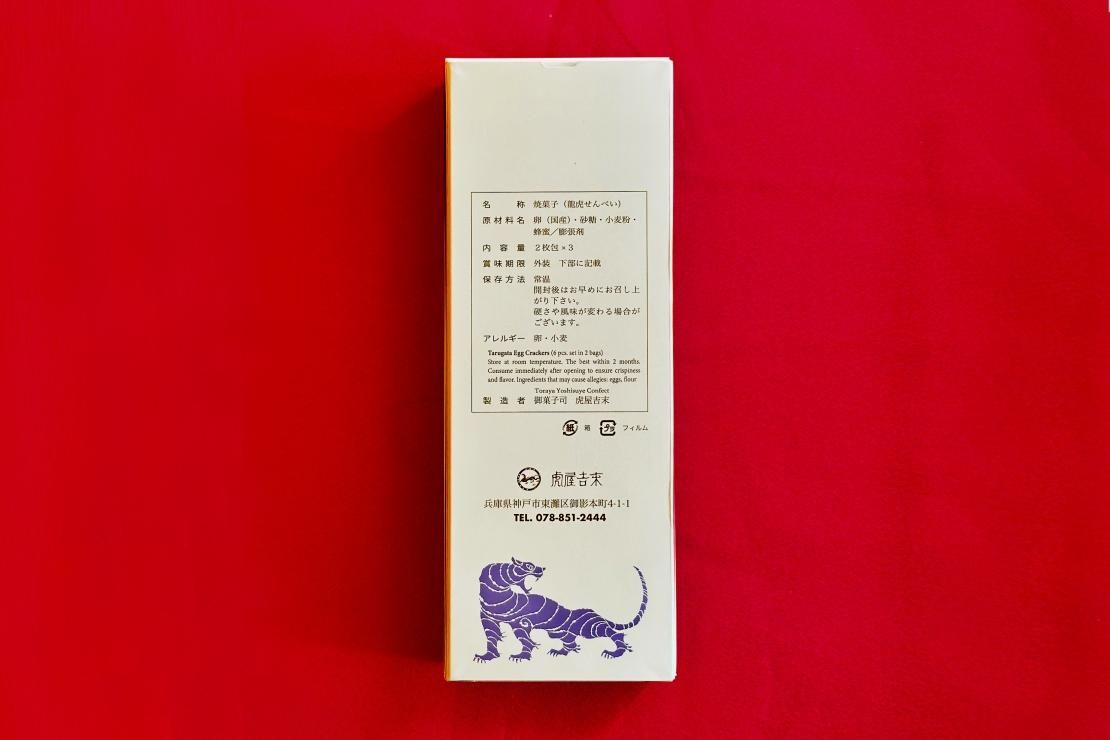 名称 焼菓子（龍虎せんべい）
原材料名 卵（国産）・砂糖・小麦粉・
蜂蜜／膨張剤
内容量 2枚包×3
賞味期限 外装 下部に記載
保存方法 常温
開封後はお早めにお召し上
がり下さい。
硬さや風味が変わる場合が
ございます。
アレルギー 卵・小麦
Tarugata Egg Crackers (6 pcs. set in 2 bags)
Store at room temperature. The best within 2 months.
Consume immediately after opening to ensure crispiness
and flavor. Ingredients that may cause allegies: eggs, flour
Toraya Yoshisuye Confect
製造者 御菓子司 虎屋吉末
紙 箱 プラ フィルム
虎屋吉末
兵庫県神戸市東灘区御影本町4-1-1
TEL. 078-851-2444